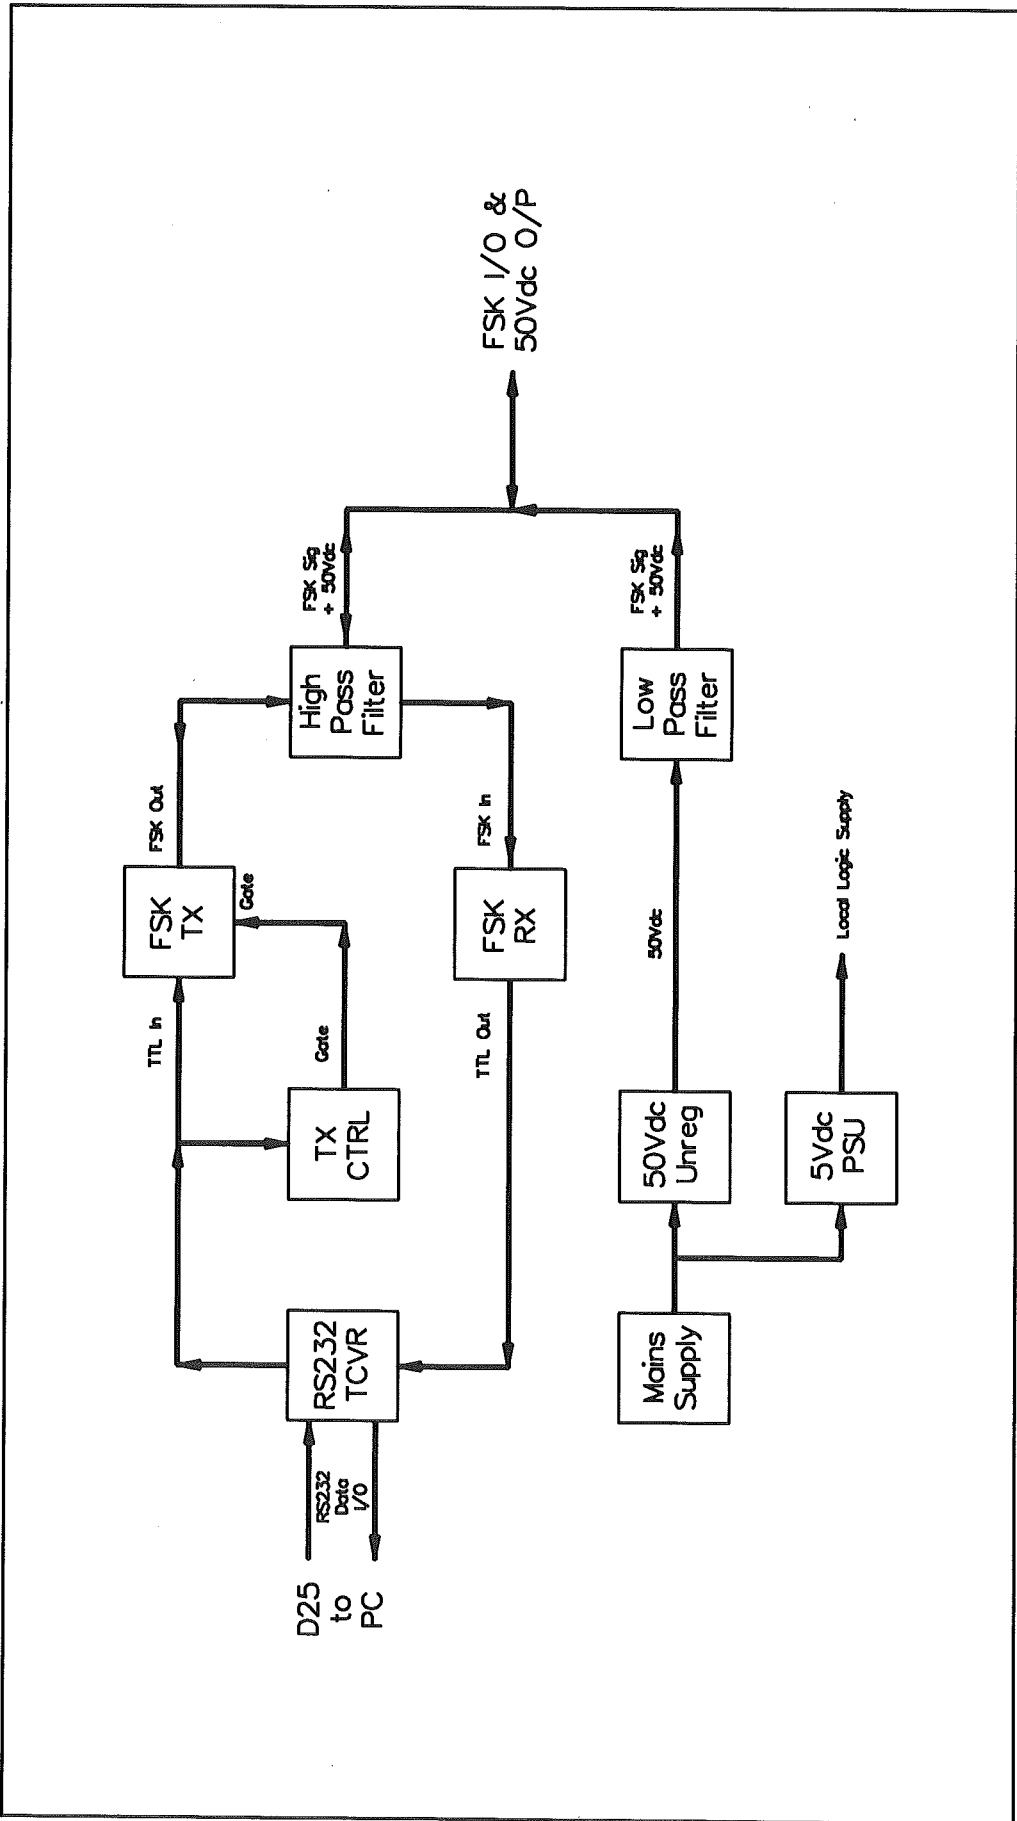 D25
to
PC
RS232
Data
I/O
RS232
TCVR
TX
CTRL
TTL In
Gate
FSK
TX
Gate
FSK Out
High
Pass
Filter
FSK Sig
+ 50Vdc
FSK I/O &
50Vdc O/P
TTL Out
FSK
RX
FSK In
Mains
Supply
50Vdc
Unreg
50Vdc
Low
Pass
Filter
FSK Sig
+ 50Vdc
5Vdc
PSU
Local Logic Supply